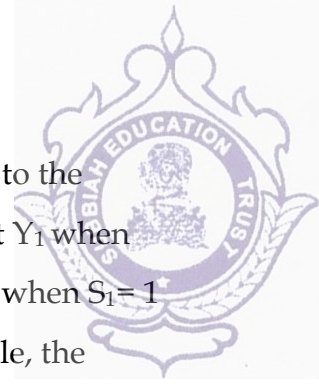 EDUCATION
TRUST
to the
t Y₁ when
when S₁= 1
le, the